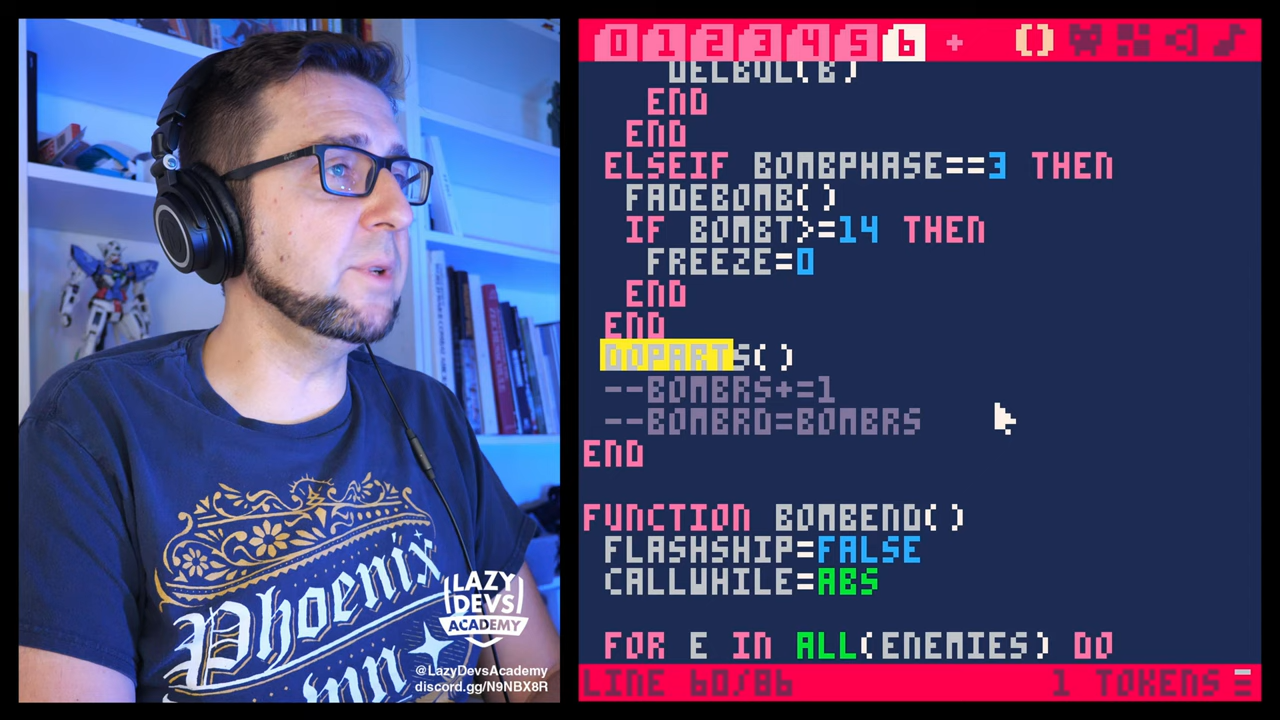 0 1 2 3 4 5 6 + ()
DELBUL(B)
END
END
ELSEIF BOMBPHASE==3 THEN
FADEBOMB()
IF BOMBT>=14 THEN
FREEZE=0
END
END
DOPARTS()
--BOMBRS+=1
--BOMBRO=BOMBRS
END
FUNCTION BOMBEND()
FLASHSHIP=FALSE
CALLWHILE=ABS
FOR E IN ALL(ENEMIES) DO
LINE 60/86 1 TOKENS
Phoenix
LAZY
DEVS
ACADEMY
@LazyDevsAcademy
discord.gg/N9NBX8R